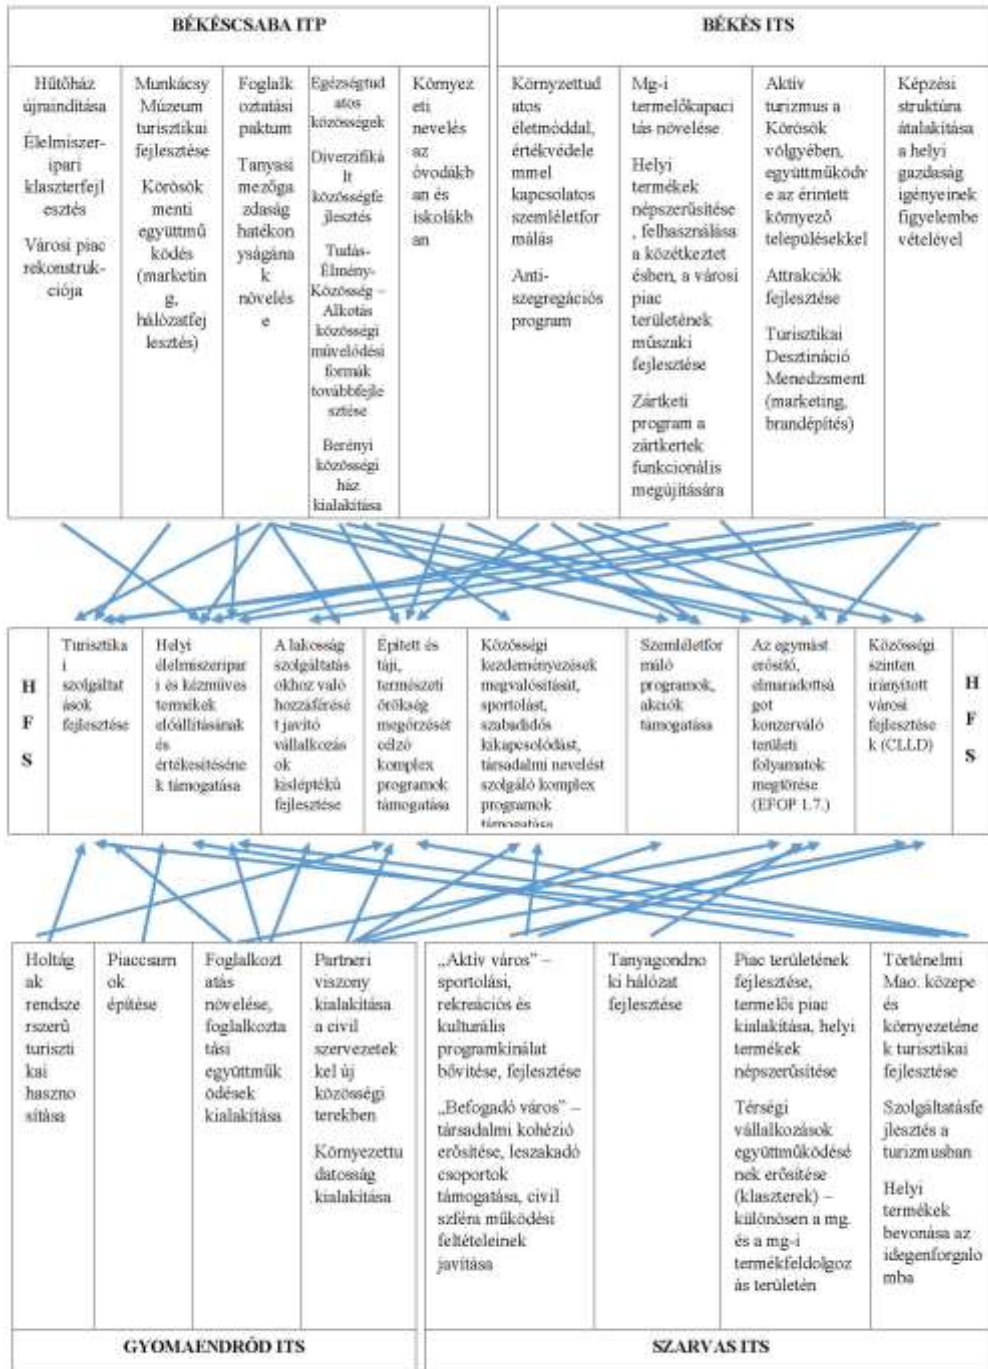 BÉKÉSCSABA ITP
BÉKÉS ITS
Hűtőház
újraindítása
Élelmiszer-
ipari
klaszterfejl
esztés
Városi piac
rekonstruk-
ciója
Munkácsy
Múzeum
turisztikai
fejlesztése
Körösök
menti
együttmű
ködés
(marketin
g,
hálózatfej
lesztés)
Foglalk
oztatási
paktum
Tanyasi
mezőga
zdaság
hatékon
yságána
k
növelés
e
Egézségtud
atos
közösségek
Diverzifiká
lt
közösségfe
jlesztés
Tudás-
Élmény-
Közösség –
Alkotás
közösségi
művelődési
formák
továbbfejle
sztése
Berényi
közösségi
ház
kialakítása
Környez
eti
nevelés
az
óvodákb
an és
iskolákb
an
Környzettud
atos
életmóddal,
értékvédele
mmel
kapcsolatos
szemléletfor
málás
Anti-
szegregációs
program
Mg-i
termelőkapaci
tás növelése
Helyi
termékek
népszerűsítése
, felhasználása
a közétkeztet
ésben, a városi
piac
területének
műszaki
fejlesztése
Zártketi
program a
zártkertek
funkcionális
megújítására
Aktív
turizmus a
Körösök
völgyében,
együttműködv
e az érintett
környező
településekkel
Attrakciók
fejlesztése
Turisztikai
Desztináció
Menedzsment
(marketing,
brandépítés)
Képzési
struktúra
átalakítása
a helyi
gazdaság
igényeinek
figyelembe
vételével
H
F
S
Turisztika
i
szolgáltat
ások
fejlesztése
Helyi
élelmiszeripar
i és kézműves
termékek
előállításának
és
értékesítéséne
k támogatása
A lakosság
szolgáltatás
okhoz való
hozzáférésé
t javító
vállalkozás
ok
kisléptékű
fejlesztése
Épített és
táji,
természeti
örökség
megőrzését
célzó
komplex
programok
támogatása
Közösségi
kezdeményezések
megvalósítását,
sportolást,
szabadidős
kikapcsolódást,
társadalmi nevelést
szolgáló komplex
programok
támogatása
Szemléletfor
máló
programok,
akciók
támogatása
Az egymást
erősítő,
elmaradottsá
got
konzerváló
területi
folyamatok
megtörése
(EFOP 1.7.)
Közösségi
szinten
irányított
városi
fejlesztése
k (CLLD)
H
F
S
Holtág
ak
rendsze
rszerű
turiszti
kai
haszno
sítása
Piaccsarn
ok
építése
Foglalkozt
atás
növelése,
foglalkozta
tási
együttműk
ödések
kialakítása
Partneri
viszony
kialakítása
a civil
szervezetek
kel új
közösségi
terekben
Környezettu
datosság
kialakítása
„Aktív város” –
sportolási,
rekreációs és
kulturális
programkínálat
bővítése, fejlesztése
„Befogadó város” –
társadalmi kohézió
erősítése, leszakadó
csoportok
támogatása, civil
szféra működési
feltételeinek
javítása
Tanyagondno
ki hálózat
fejlesztése
Piac területének
fejlesztése,
termelői piac
kialakítása, helyi
termékek
népszerűsítése
Térségi
vállalkozások
együttműködésé
nek erősítése
(klaszterek) –
különösen a mg.
és a mg-i
termékfeldolgoz
ás területén
Történelmi
Mao. közepe
és
környezeténe
k turisztikai
fejlesztése
Szolgáltatásfe
jlesztés a
turizmusban
Helyi
termékek
bevonása az
idegenforgalo
mba
GYOMAENDRŐD ITS
SZARVAS ITS